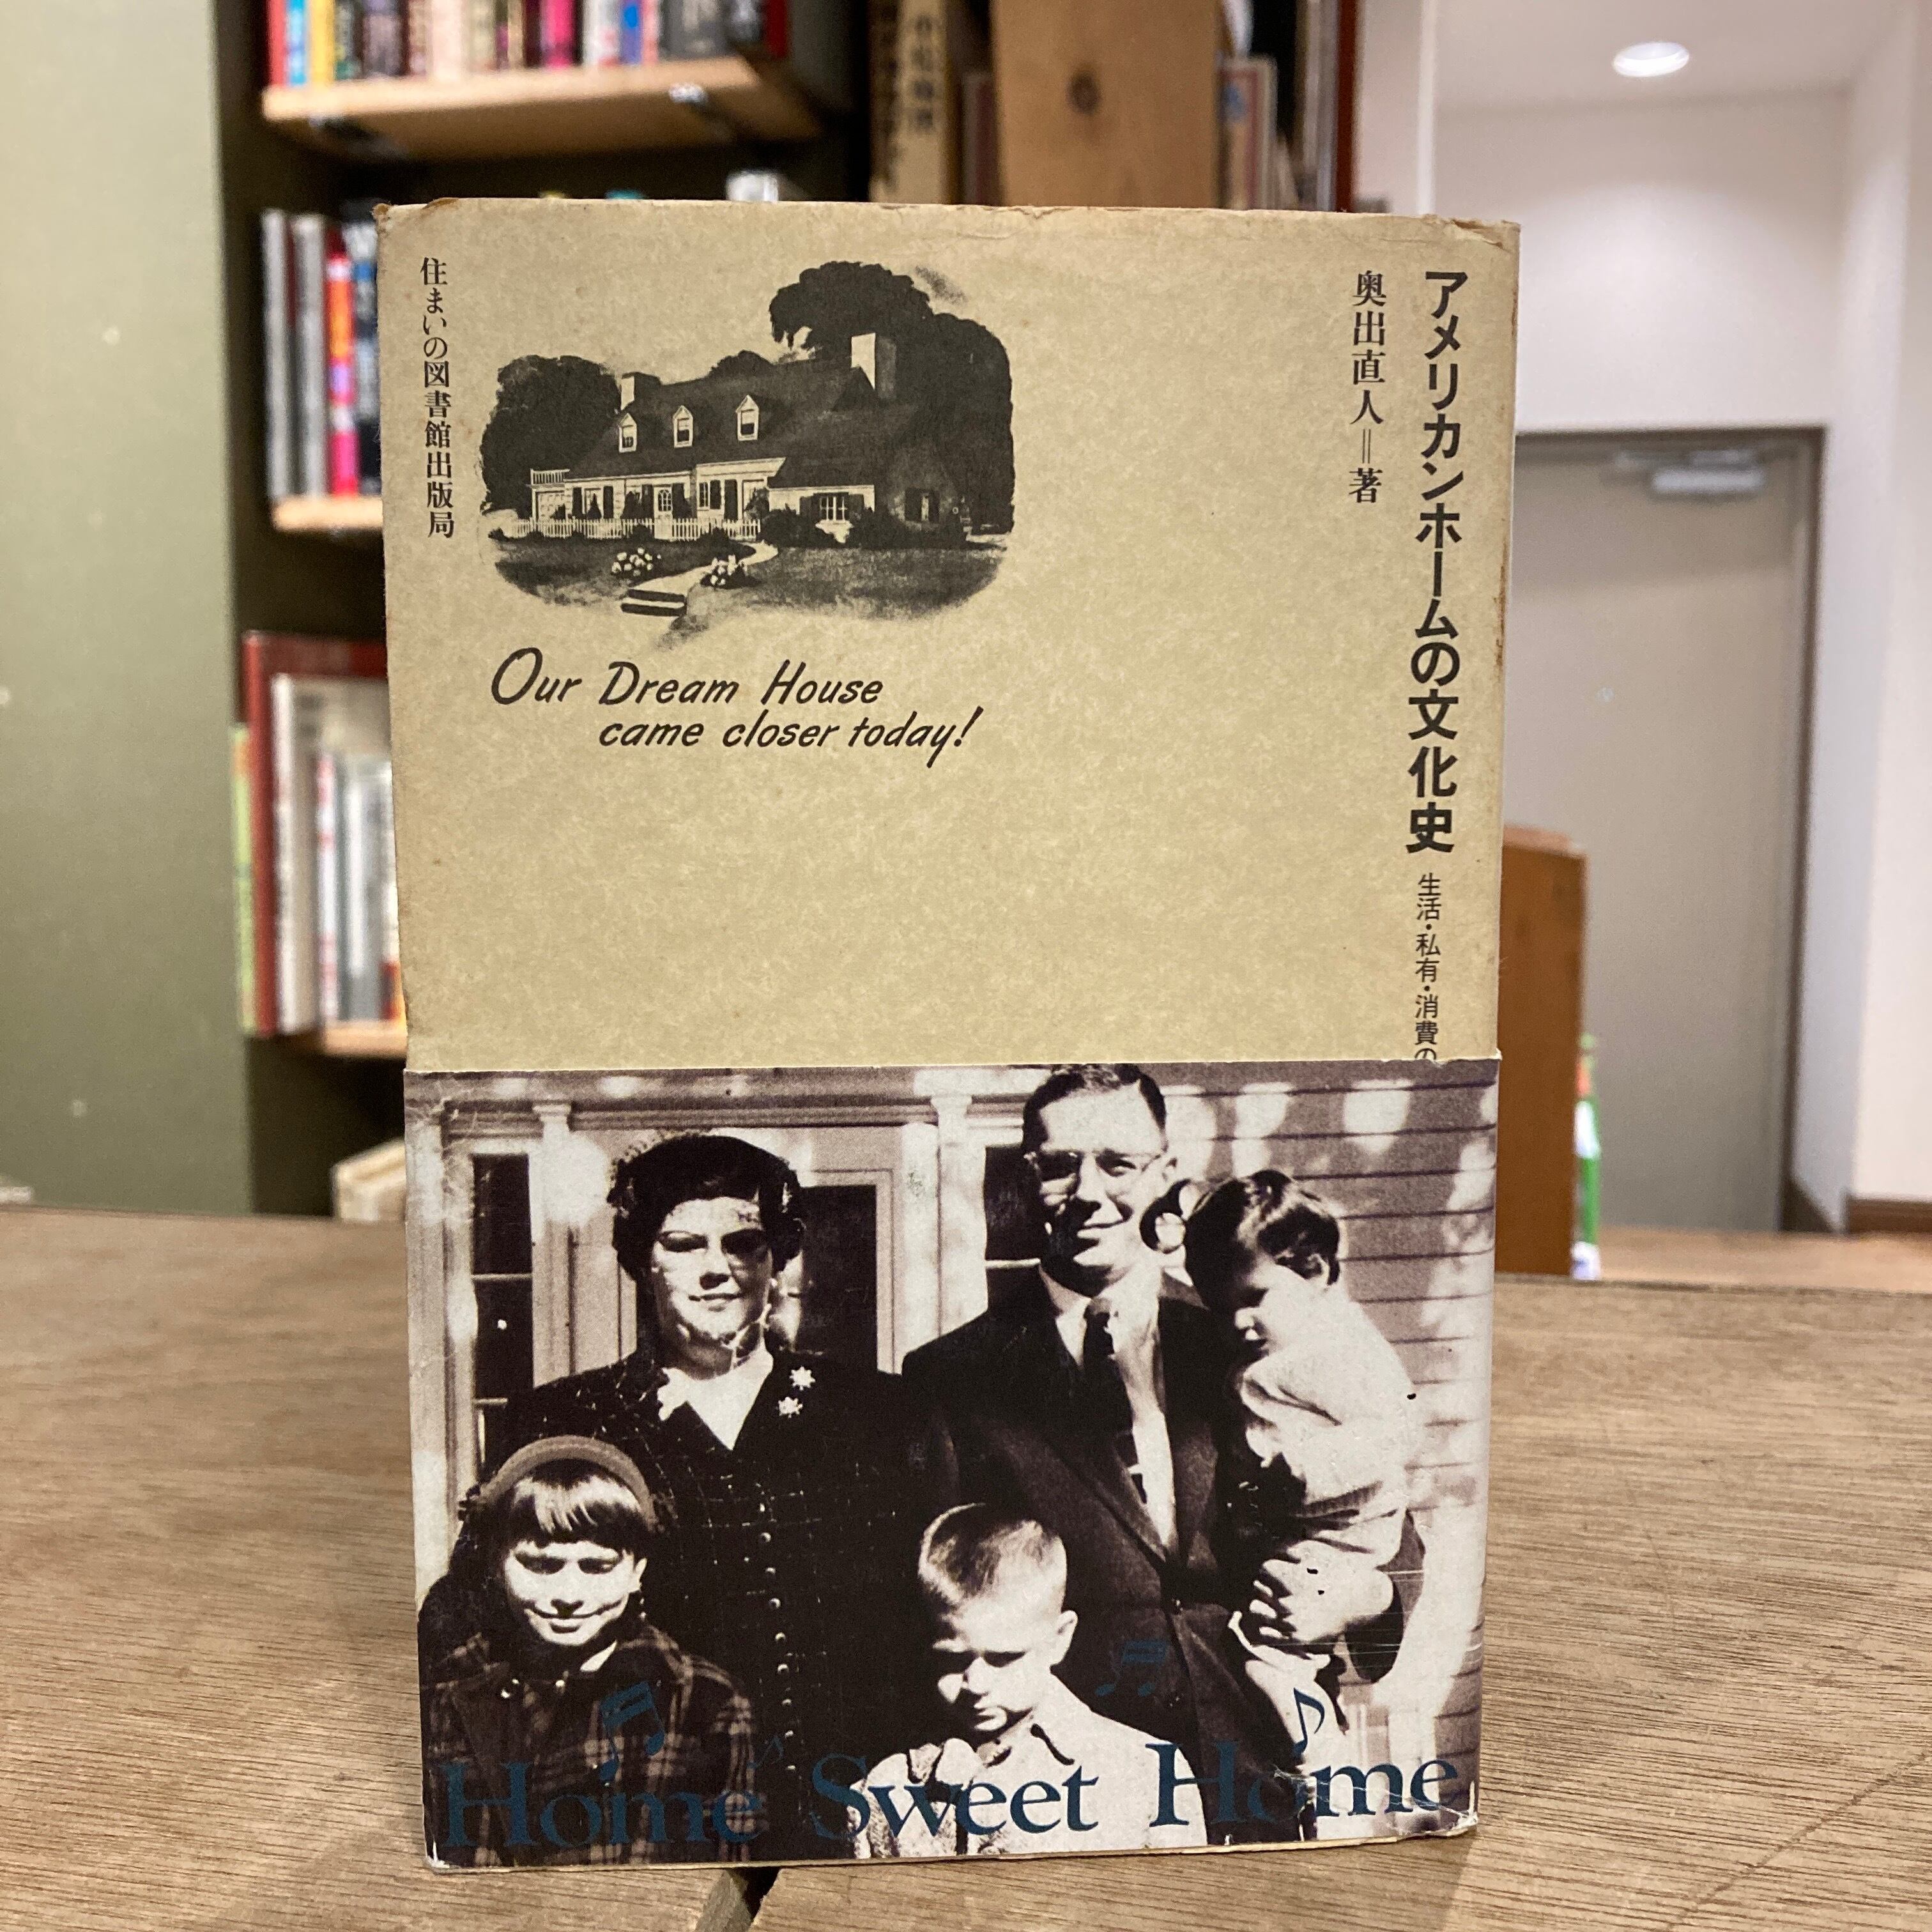 アメリカンホームの文化史
生活・私有・消費の
奥出直人=著
住まいの図書館出版局
Our Dream House
came closer today!
Home Sweet Home